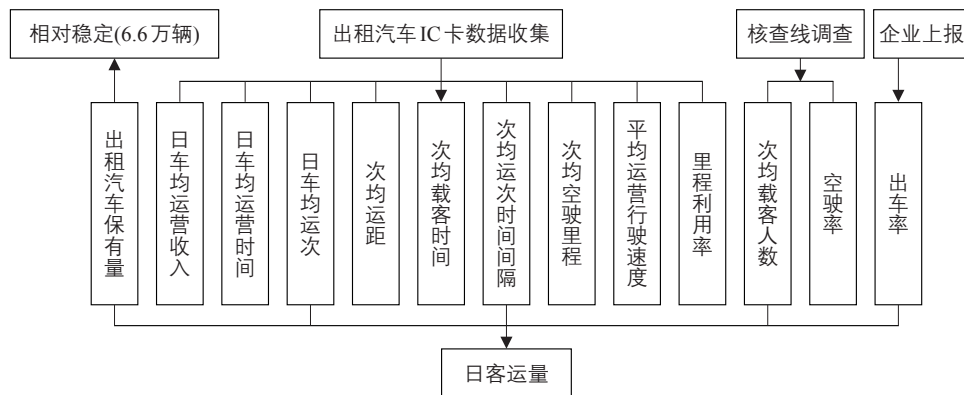 相对稳定(6.6万辆)
出租汽车IC卡数据收集
核查线调查
企业上报
出租汽车保有量
日车均运营收入
日车均运营时间
日车均运次
次均运距
次均载客时间
次均运次时间间隔
次均空驶里程
平均运营行驶速度
里程利用率
次均载客人数
空驶率
出车率
日客运量